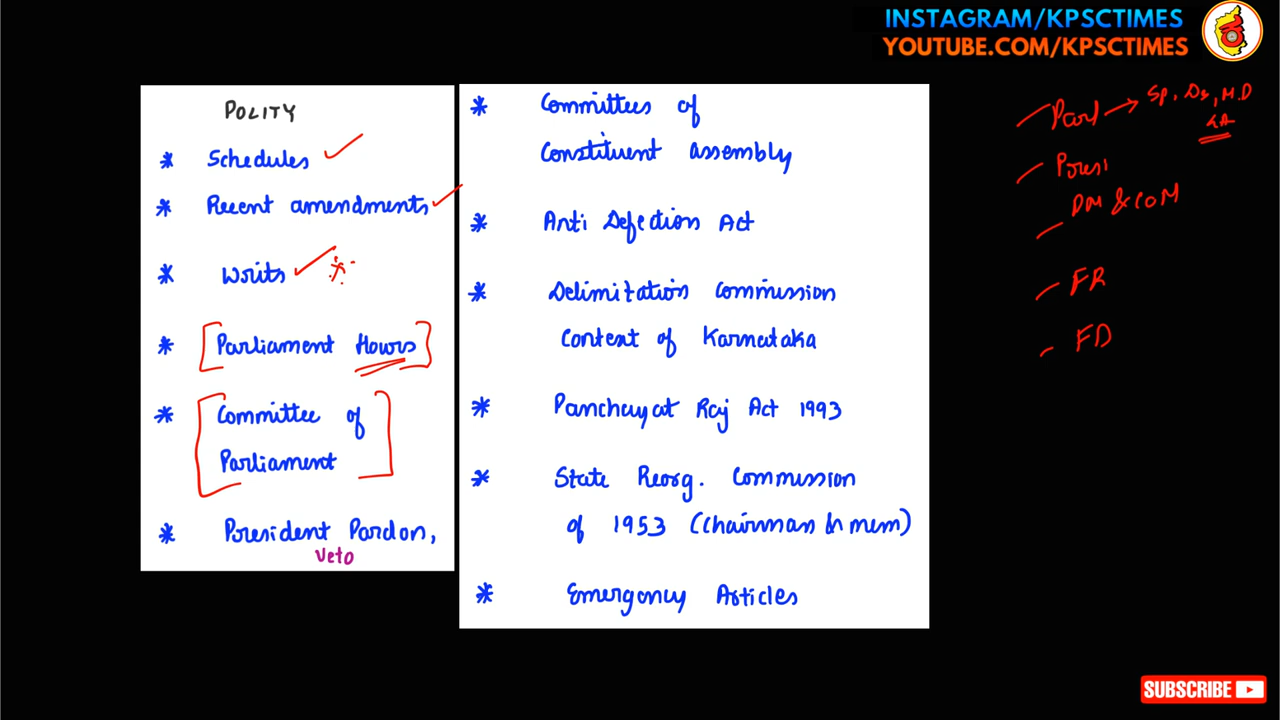 INSTAGRAM/KPSCTIMES
YOUTUBE.COM/KPSCTIMES
POLITY
* Schedules
* Recent amendments
* Writs
* [Parliament Hours]
* [Committee of
Parliament]
* President Pardon,
Veto
* Committees of
Constituent assembly
* Anti Defection Act
* Delimitation Commission
Context of Karnataka
* Panchayat Raj Act 1993
* State Reorg. Commission
of 1953 (Chairman & mem)
* Emergency Articles
Parl → Sp, Ds, M.D
Presi
& COM
FR
FD
SUBSCRIBE